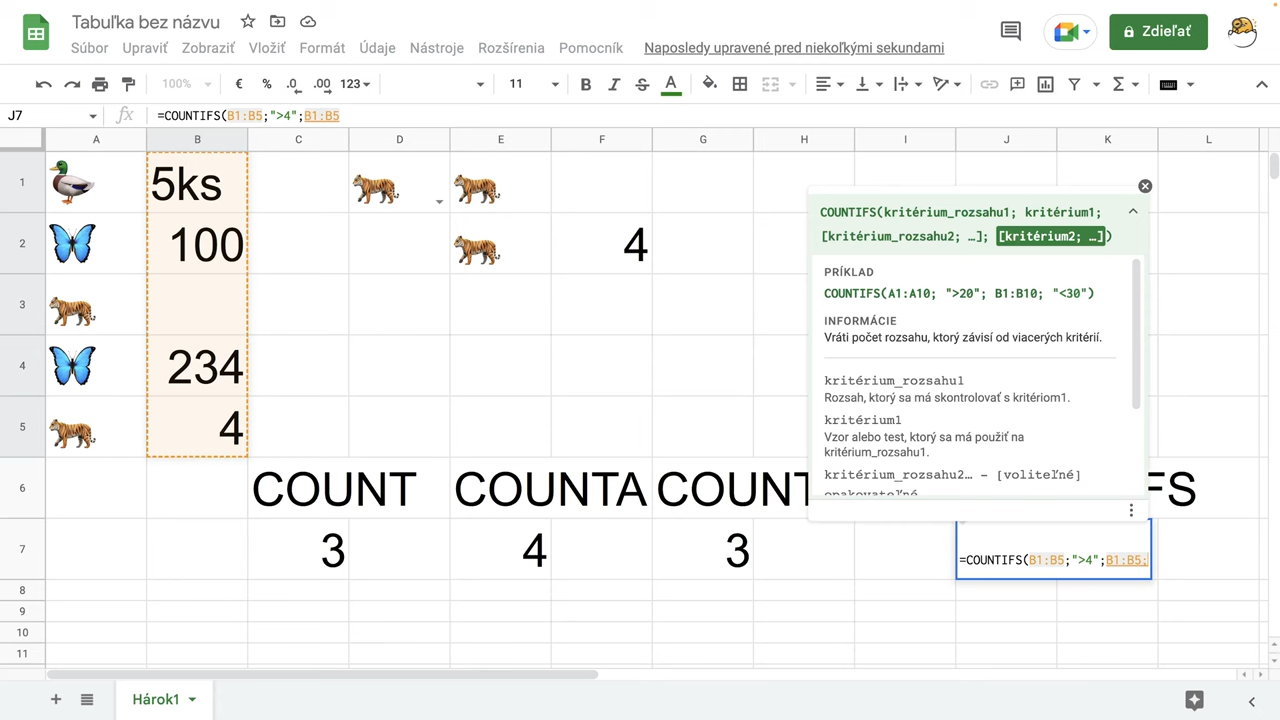 Tabuľka bez názvu
Súbor Upraviť Zobraziť Vložiť Formát Údaje Nástroje Rozšírenia Pomocník Naposledy upravené pred niekoľkými sekundami
Zdieľať
100% € % .0 .00 123 11 B I S A
J7 fx =COUNTIFS(B1:B5;">4";B1:B5
A B C D E F G H I J K L
1 5ks
2 100 4
3
4 234
5 4
6 COUNT COUNTA COUNT FS
7 3 4 3 =COUNTIFS(B1:B5;">4";B1:B5;
8
9
10
11
COUNTIFS(kritérium_rozsahu1; kritérium1;
[kritérium_rozsahu2; …]; [kritérium2; …])
PRÍKLAD
COUNTIFS(A1:A10; ">20"; B1:B10; "<30")
INFORMÁCIE
Vráti počet rozsahu, ktorý závisí od viacerých kritérií.
kritérium_rozsahu1
Rozsah, ktorý sa má skontrolovať s kritériom1.
kritérium1
Vzor alebo test, ktorý sa má použiť na
kritérium_rozsahu1.
kritérium_rozsahu2… – [voliteľné]
opakovateľné
Hárok1